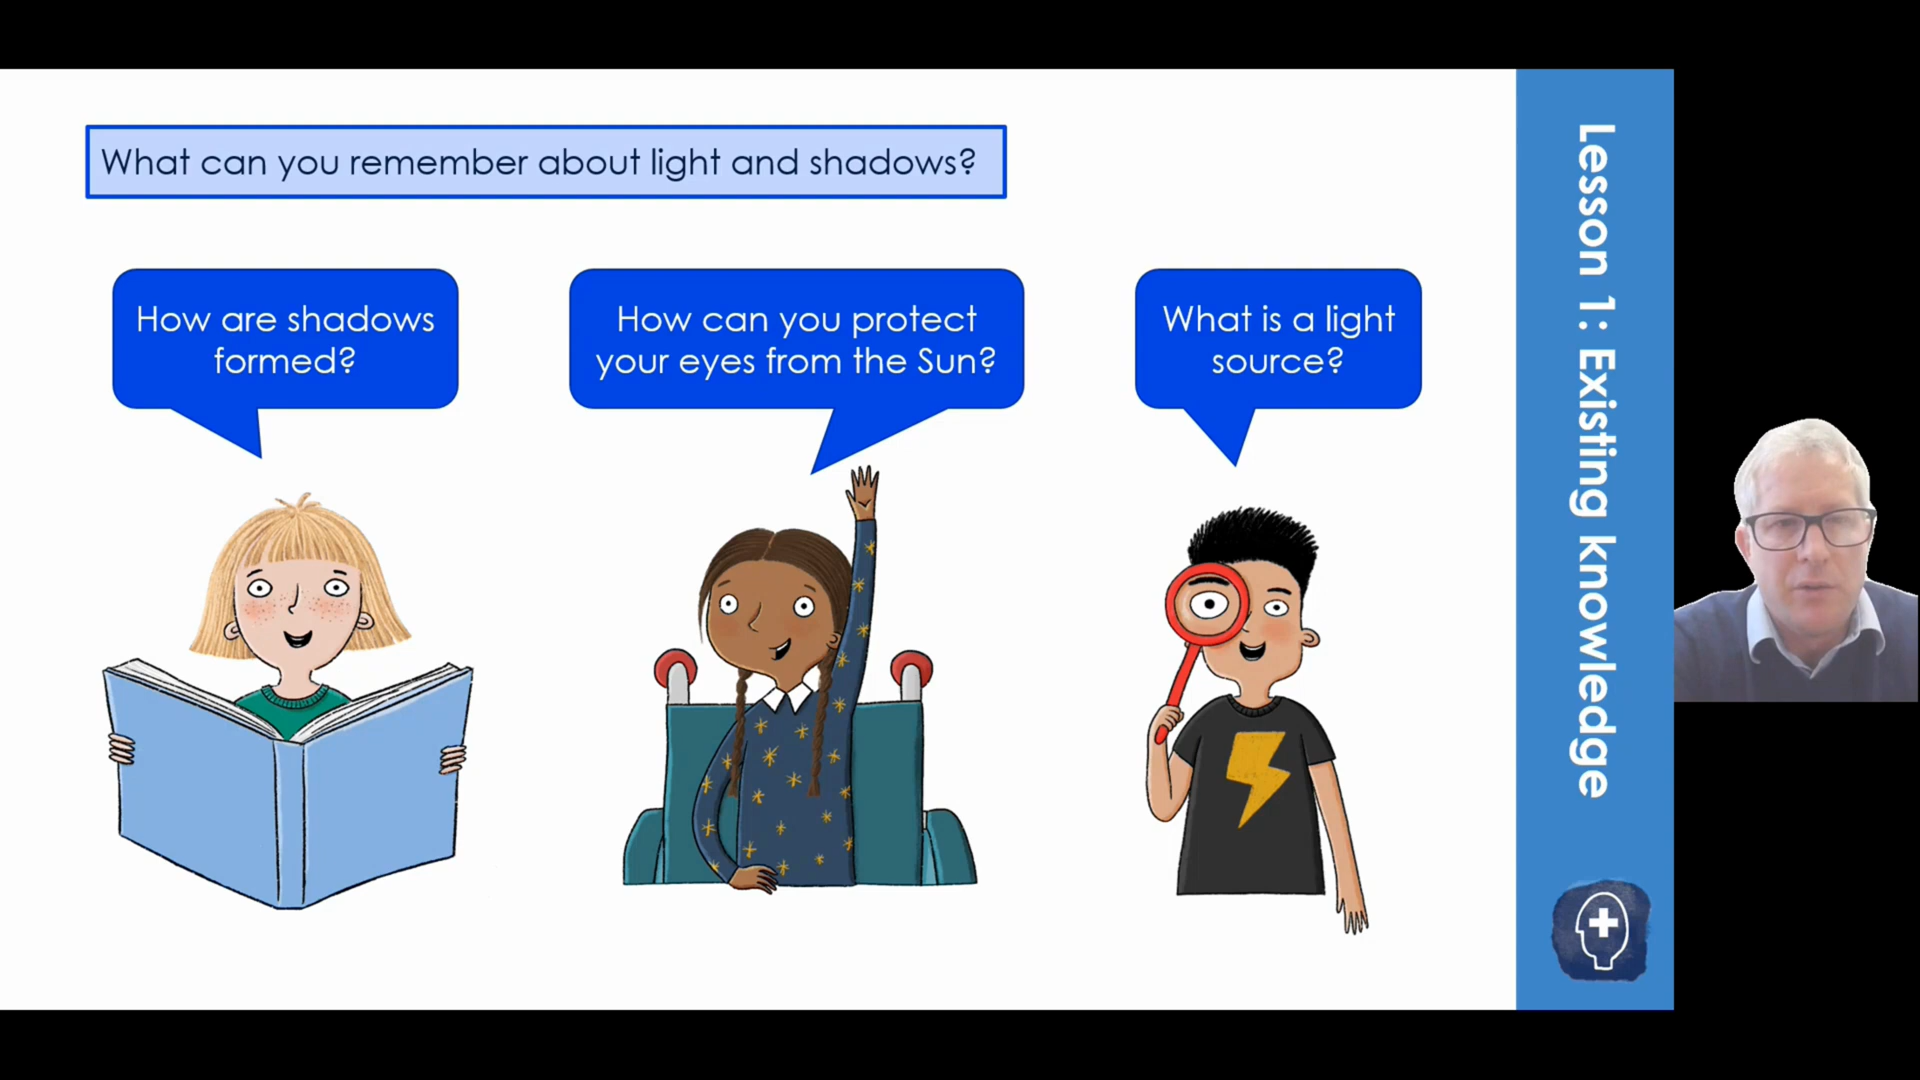 What can you remember about light and shadows?
How are shadows
formed?
How can you protect
your eyes from the Sun?
What is a light
source?
Lesson 1: Existing knowledge